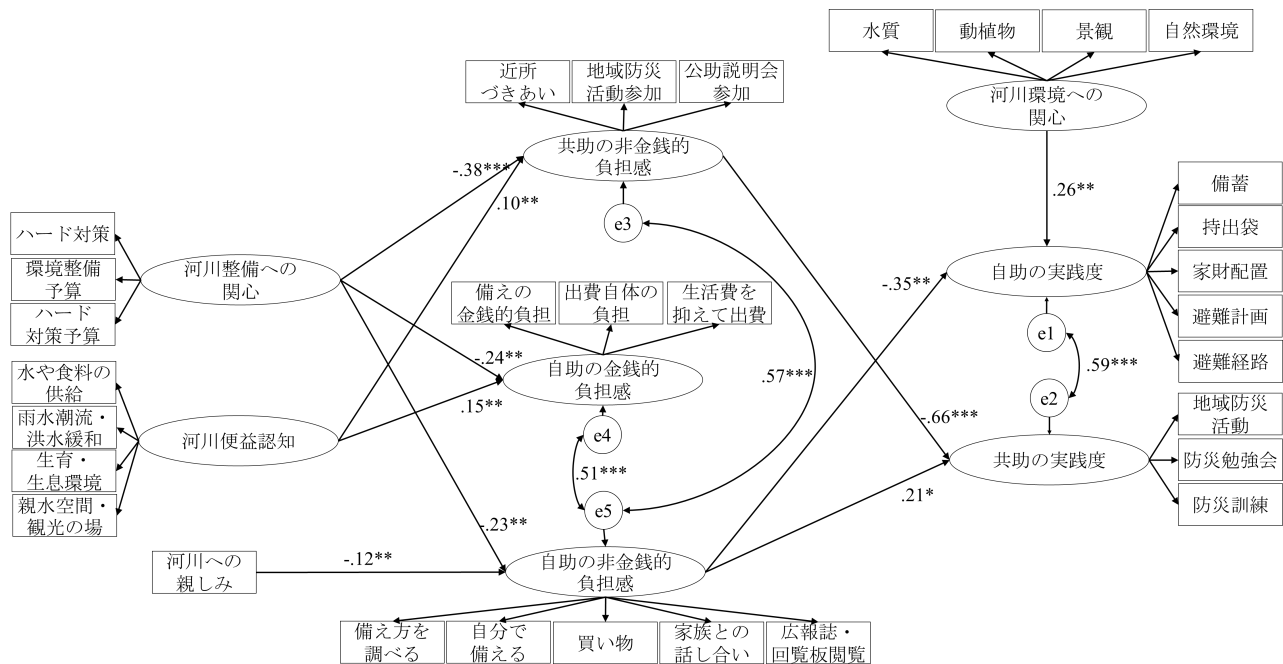 水質
動植物
景観
自然環境
河川環境への
関心
近所
づきあい
地域防災
活動参加
公助説明会
参加
共助の非金銭的
負担感
-.38***
.10**
e3
.26**
備蓄
持出袋
家財配置
避難計画
避難経路
自助の実践度
e1
.59***
e2
地域防災
活動
防災勉強会
防災訓練
共助の実践度
-.35**
-.66***
.21*
.57***
ハード対策
環境整備
予算
ハード
対策予算
河川整備への
関心
備えの
金銭的負担
出費自体の
負担
生活費を
抑えて出費
自助の金銭的
負担感
-.24**
.15**
e4
.51***
e5
水や食料の
供給
雨水潮流・
洪水緩和
生育・
生息環境
親水空間・
観光の場
河川便益認知
-.23**
河川への
親しみ
-.12**
自助の非金銭的
負担感
備え方を
調べる
自分で
備える
買い物
家族との
話し合い
広報誌・
回覧板閲覧